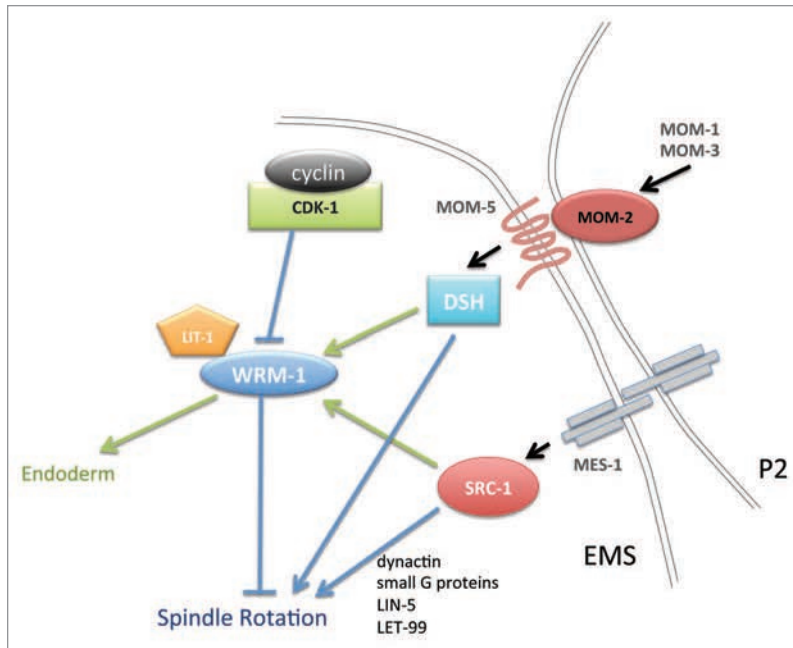 cyclin
CDK-1
MOM-1
MOM-3
MOM-5
MOM-2
DSH
LIT-1
WRM-1
Endoderm
MES-1
SRC-1
P2
EMS
dynactin
small G proteins
LIN-5
LET-99
Spindle Rotation